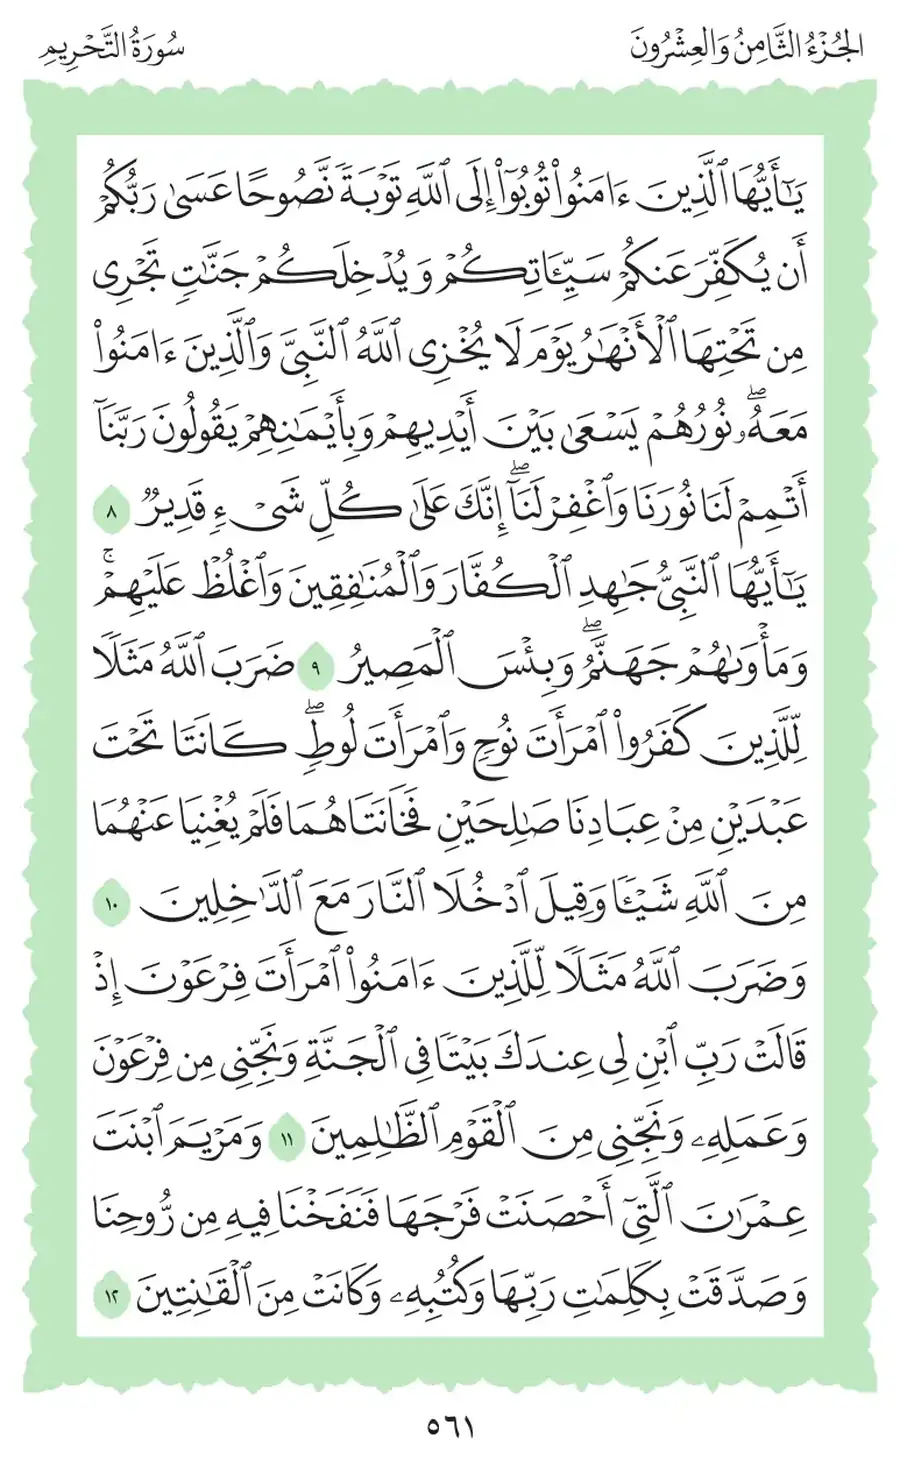 الجُزْءُ الثَّامِنُ وَالعِشْرُونَ
سُورَةُ التَّحْرِيمِ
يَٰٓأَيُّهَا ٱلَّذِينَ ءَامَنُوا۟ تُوبُوٓا۟ إِلَى ٱللَّهِ تَوْبَةً نَّصُوحًا عَسَىٰ رَبُّكُمْ
أَن يُكَفِّرَ عَنكُمْ سَيِّـَٔاتِكُمْ وَيُدْخِلَكُمْ جَنَّٰتٍ تَجْرِى
مِن تَحْتِهَا ٱلْأَنْهَٰرُ يَوْمَ لَا يُخْزِى ٱللَّهُ ٱلنَّبِىَّ وَٱلَّذِينَ ءَامَنُوا۟
مَعَهُۥۖ نُورُهُمْ يَسْعَىٰ بَيْنَ أَيْدِيهِمْ وَبِأَيْمَٰنِهِمْ يَقُولُونَ رَبَّنَآ
أَتْمِمْ لَنَا نُورَنَا وَٱغْفِرْ لَنَآۖ إِنَّكَ عَلَىٰ كُلِّ شَىْءٍ قَدِيرٌ ٨
يَٰٓأَيُّهَا ٱلنَّبِىُّ جَٰهِدِ ٱلْكُفَّارَ وَٱلْمُنَٰفِقِينَ وَٱغْلُظْ عَلَيْهِمْۚ
وَمَأْوَىٰهُمْ جَهَنَّمُۖ وَبِئْسَ ٱلْمَصِيرُ ٩ ضَرَبَ ٱللَّهُ مَثَلًا
لِّلَّذِينَ كَفَرُوا۟ ٱمْرَأَتَ نُوحٍ وَٱمْرَأَتَ لُوطٍۖ كَانَتَا تَحْتَ
عَبْدَيْنِ مِنْ عِبَادِنَا صَٰلِحَيْنِ فَخَانَتَاهُمَا فَلَمْ يُغْنِيَا عَنْهُمَا
مِنَ ٱللَّهِ شَيْـًٔا وَقِيلَ ٱدْخُلَا ٱلنَّارَ مَعَ ٱلدَّٰخِلِينَ ١٠
وَضَرَبَ ٱللَّهُ مَثَلًا لِّلَّذِينَ ءَامَنُوا۟ ٱمْرَأَتَ فِرْعَوْنَ إِذْ
قَالَتْ رَبِّ ٱبْنِ لِى عِندَكَ بَيْتًا فِى ٱلْجَنَّةِ وَنَجِّنِى مِن فِرْعَوْنَ
وَعَمَلِهِۦ وَنَجِّنِى مِنَ ٱلْقَوْمِ ٱلظَّٰلِمِينَ ١١ وَمَرْيَمَ ٱبْنَتَ
عِمْرَٰنَ ٱلَّتِىٓ أَحْصَنَتْ فَرْجَهَا فَنَفَخْنَا فِيهِ مِن رُّوحِنَا
وَصَدَّقَتْ بِكَلِمَٰتِ رَبِّهَا وَكُتُبِهِۦ وَكَانَتْ مِنَ ٱلْقَٰنِتِينَ ١٢
٥٦١